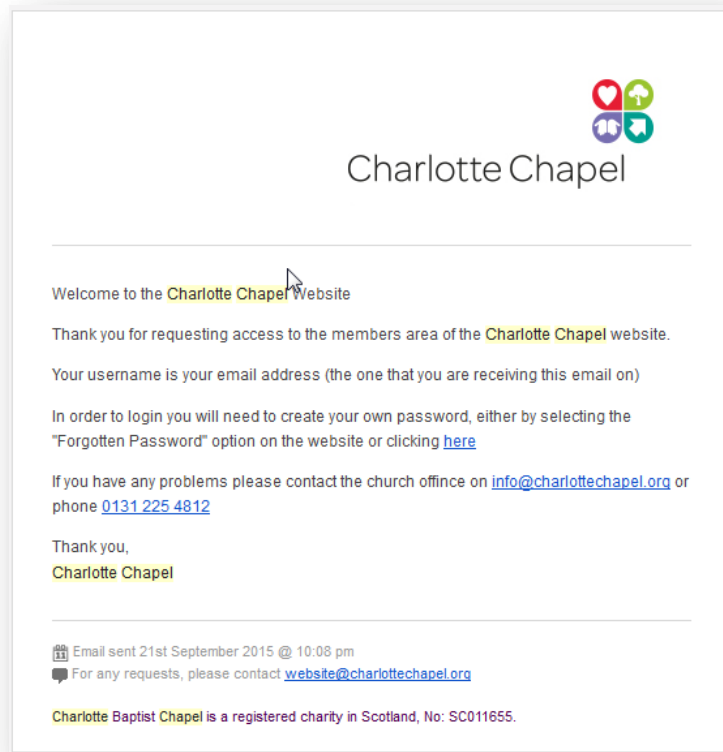 Charlotte Chapel
Welcome to the Charlotte Chapel Website
Thank you for requesting access to the members area of the Charlotte Chapel website.
Your username is your email address (the one that you are receiving this email on)
In order to login you will need to create your own password, either by selecting the
"Forgotten Password" option on the website or clicking here
If you have any problems please contact the church offince on info@charlottechapel.org or
phone 0131 225 4812
Thank you,
Charlotte Chapel
11 Email sent 21st September 2015 @ 10:08 pm
For any requests, please contact website@charlottechapel.org
Charlotte Baptist Chapel is a registered charity in Scotland, No: SC011655.